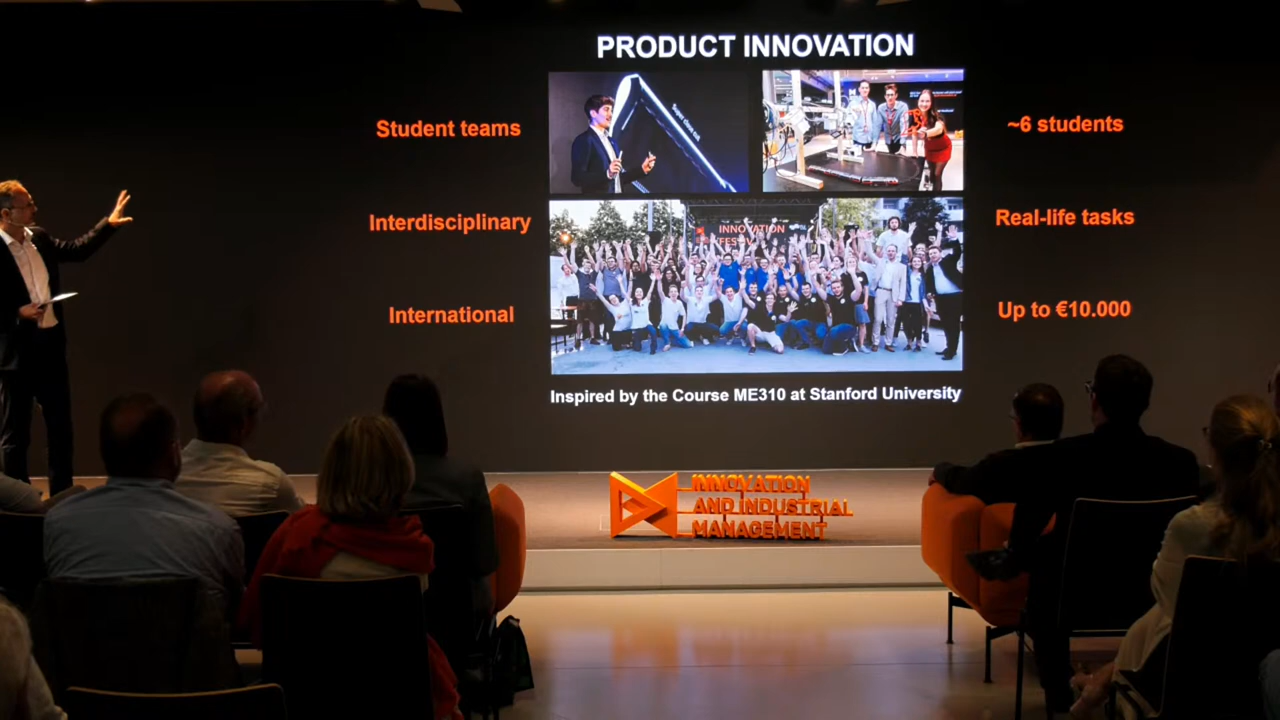 PRODUCT INNOVATION
Student teams
~6 students
Interdisciplinary
Real-life tasks
INNOVATION
International
Up to €10.000
Inspired by the Course ME310 at Stanford University
INNOVATION
AND INDUSTRIAL
MANAGEMENT